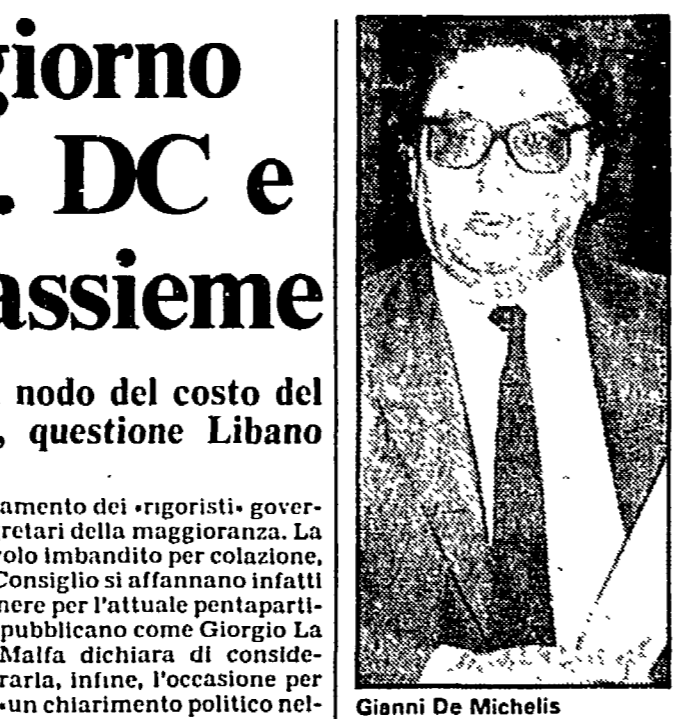 giorno
. DC e
assieme
nodo del costo del
, questione Libano
amento dei «rigoristi» gover-
retari della maggioranza. La
volo imbandito per colazione,
Consiglio si affannano infatti
nere per l'attuale pentaparti-
pubblicano come Giorgio La
Malfa dichiara di conside-
rarla, infine, l'occasione per
«un chiarimento politico nel-
Gianni De Michelis